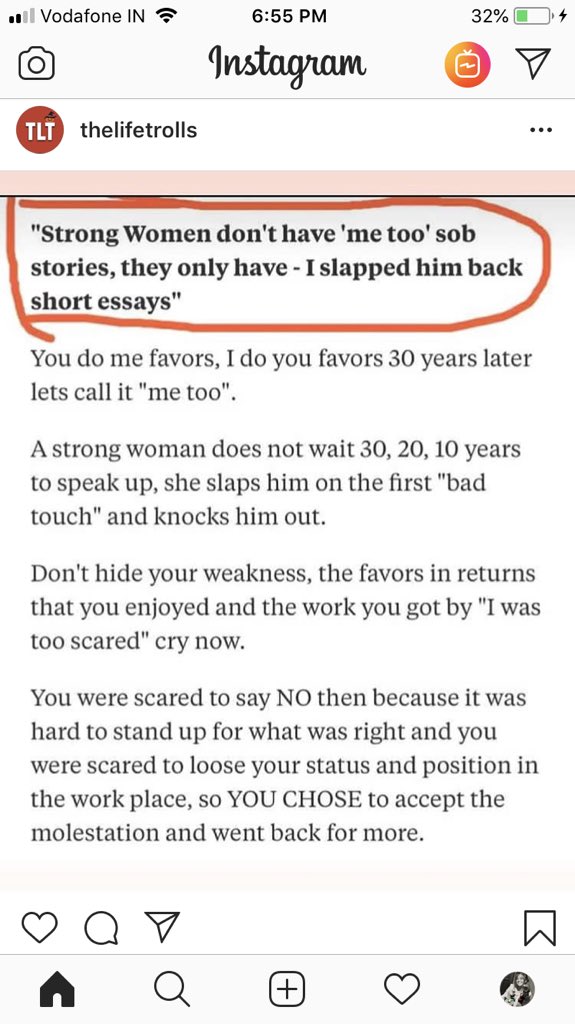 Vodafone IN
6:55 PM
32%
Instagram
TLT
thelifetrolls
"Strong Women don't have 'me too' sob
stories, they only have - I slapped him back
short essays"
You do me favors, I do you favors 30 years later
lets call it "me too".
A strong woman does not wait 30, 20, 10 years
to speak up, she slaps him on the first "bad
touch" and knocks him out.
Don't hide your weakness, the favors in returns
that you enjoyed and the work you got by "I was
too scared" cry now.
You were scared to say NO then because it was
hard to stand up for what was right and you
were scared to loose your status and position in
the work place, so YOU CHOSE to accept the
molestation and went back for more.